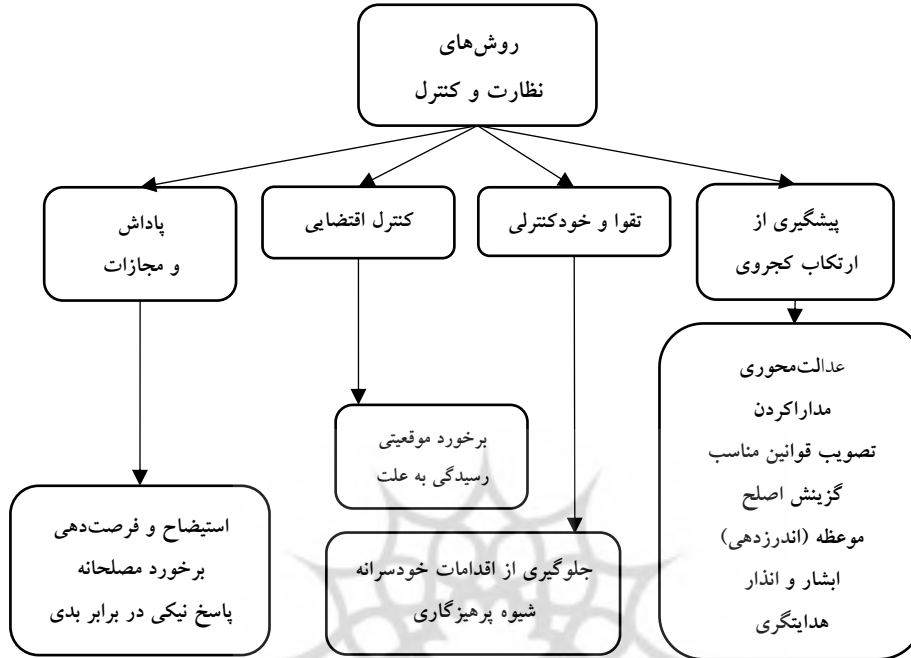 روش‌های
نظارت و کنترل
پیشگیری از
ارتکاب کجروی
تقوا و خودکنترلی
کنترل اقتضایی
پاداش
و مجازات
عدالت‌محوری
مداراکردن
تصویب قوانین مناسب
گزینش اصلح
موعظه (اندرزدهی)
ابشار و انذار
هدایتگری
جلوگیری از اقدامات خودسرانه
شیوه پرهیزگاری
برخورد موقعیتی
رسیدگی به علت
استیضاح و فرصت‌دهی
برخورد مصلحانه
پاسخ نیکی در برابر بدی